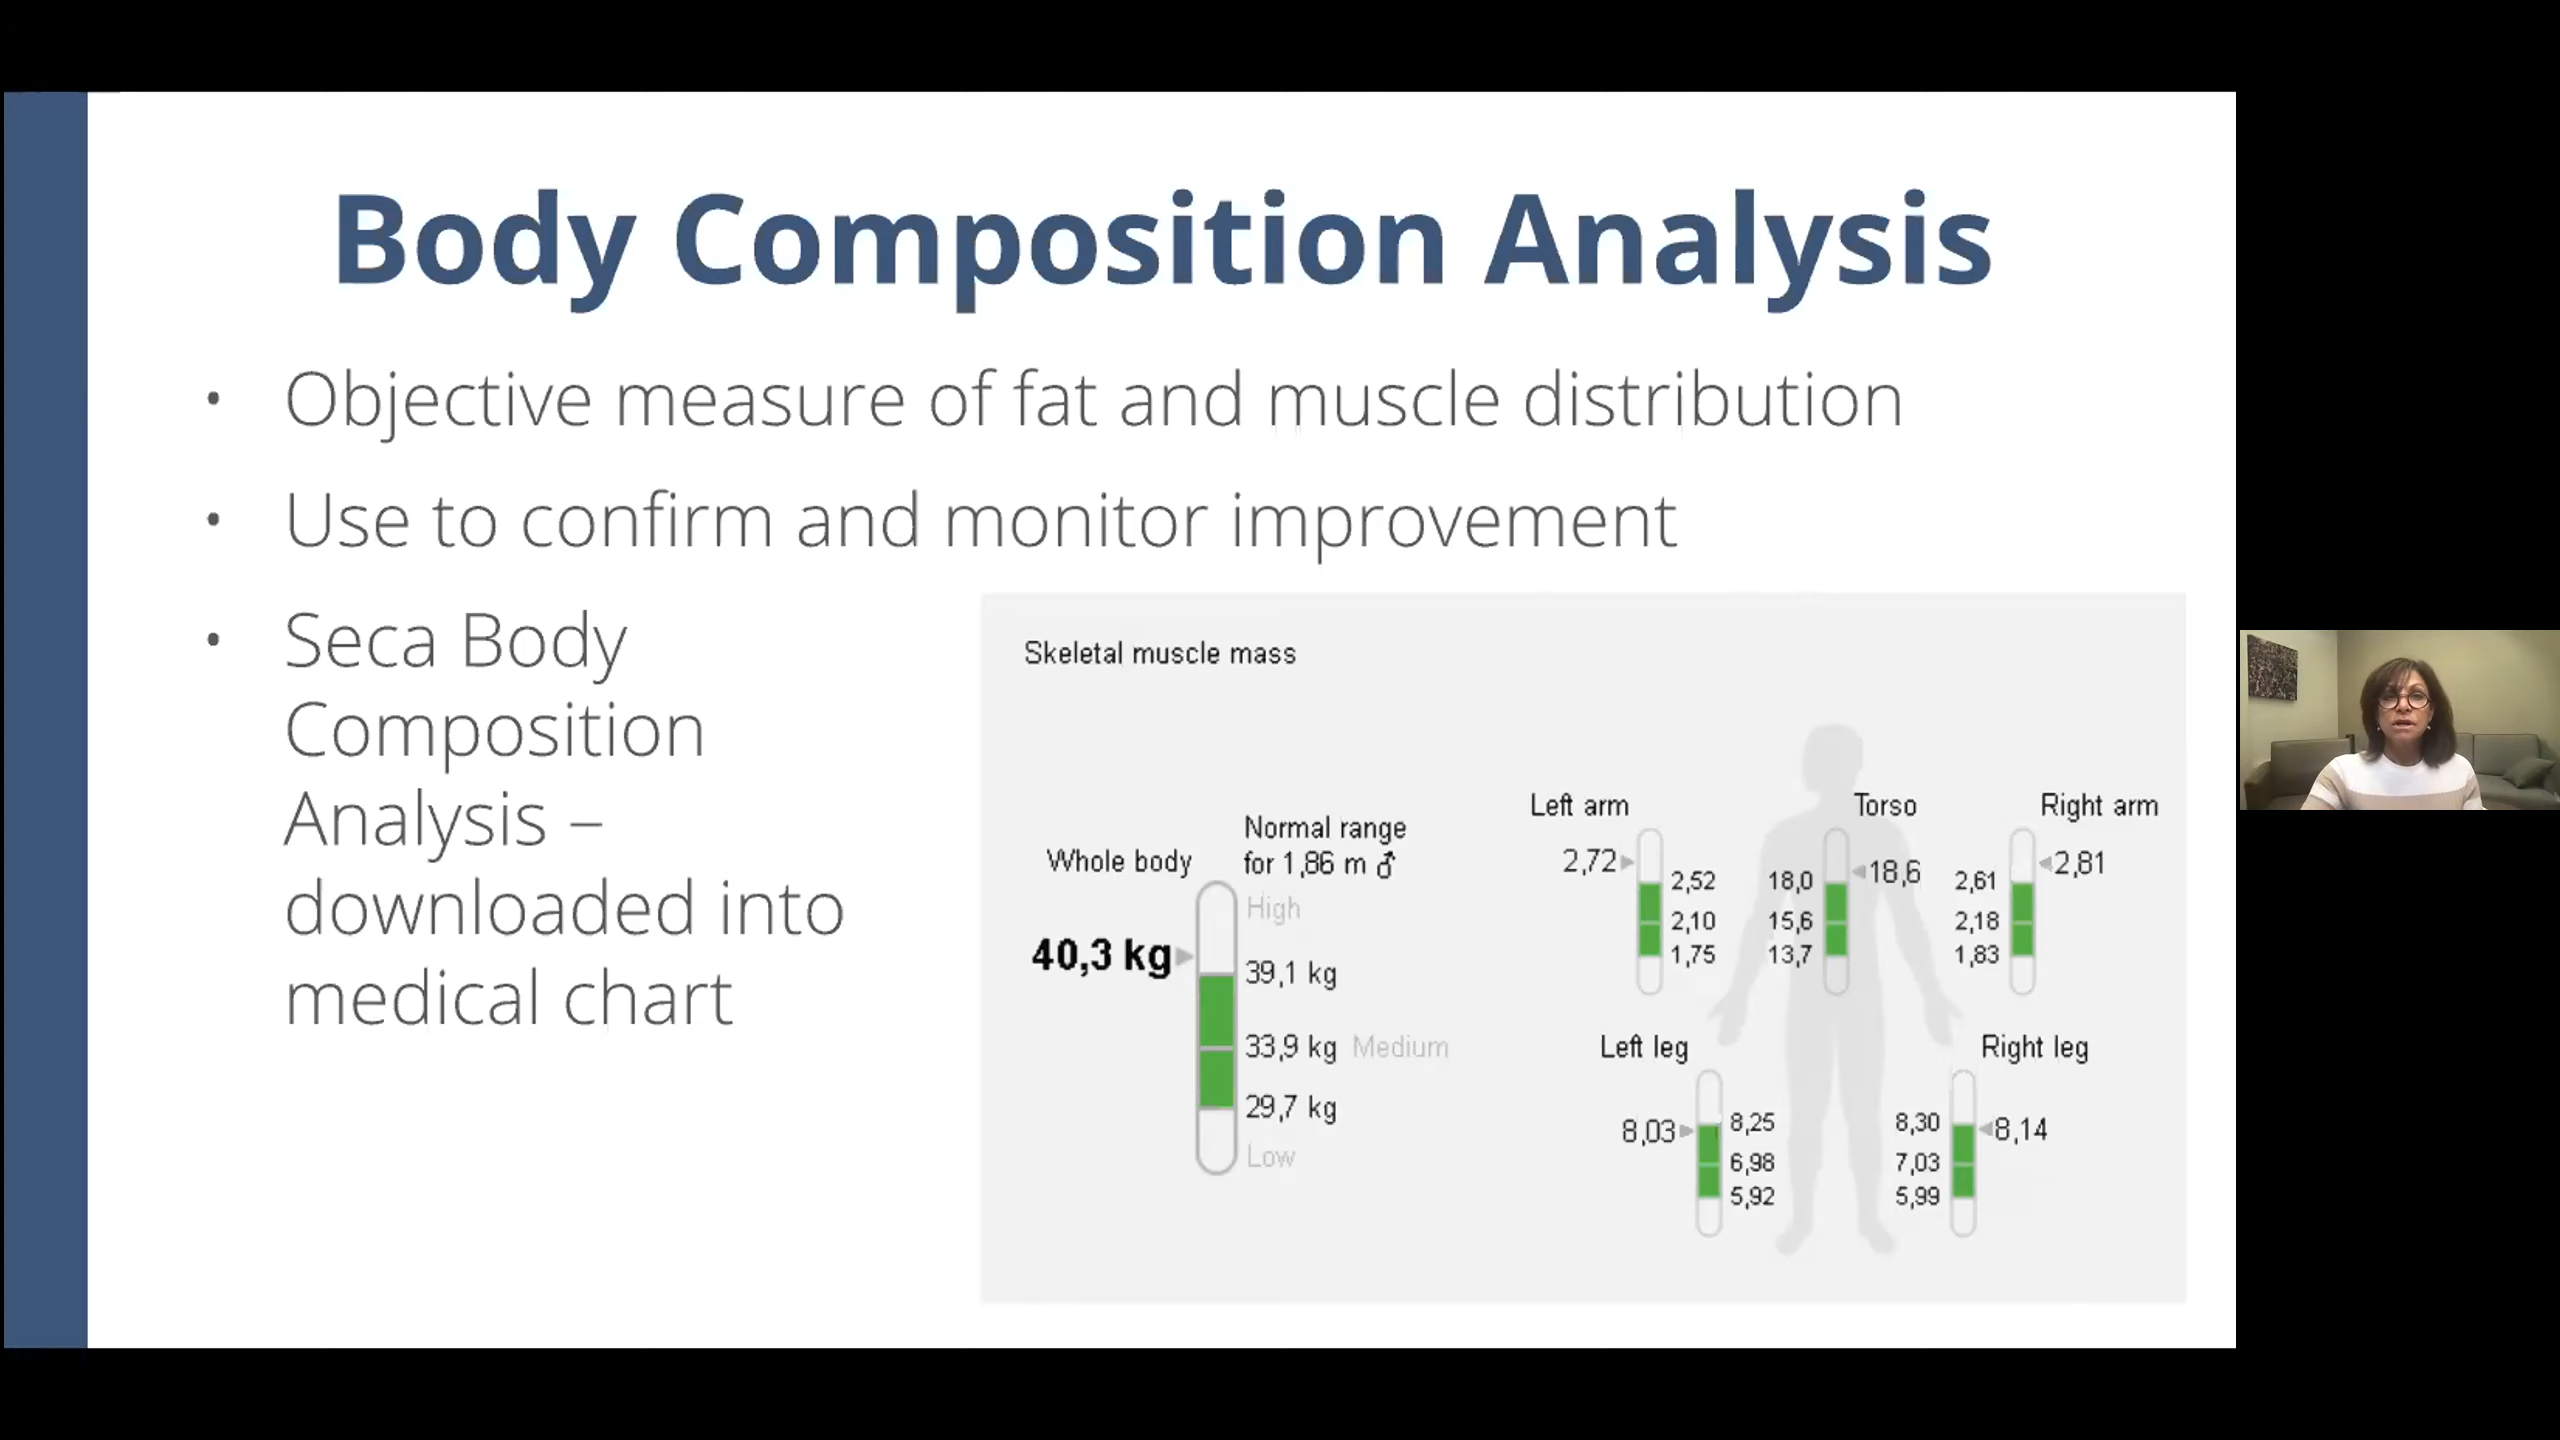 Body Composition Analysis
• Objective measure of fat and muscle distribution
• Use to confirm and monitor improvement
• Seca Body
Composition
Analysis –
downloaded into
medical chart
Skeletal muscle mass
Whole body
Normal range
for 1,86 m ♂
High
40,3 kg
39,1 kg
33,9 kg Medium
29,7 kg
Low
Left arm
2,72
2,52
2,10
1,75
Torso
18,6
18,0
15,6
13,7
Right arm
2,81
2,61
2,18
1,83
Left leg
8,03
8,25
6,98
5,92
Right leg
8,14
8,30
7,03
5,99